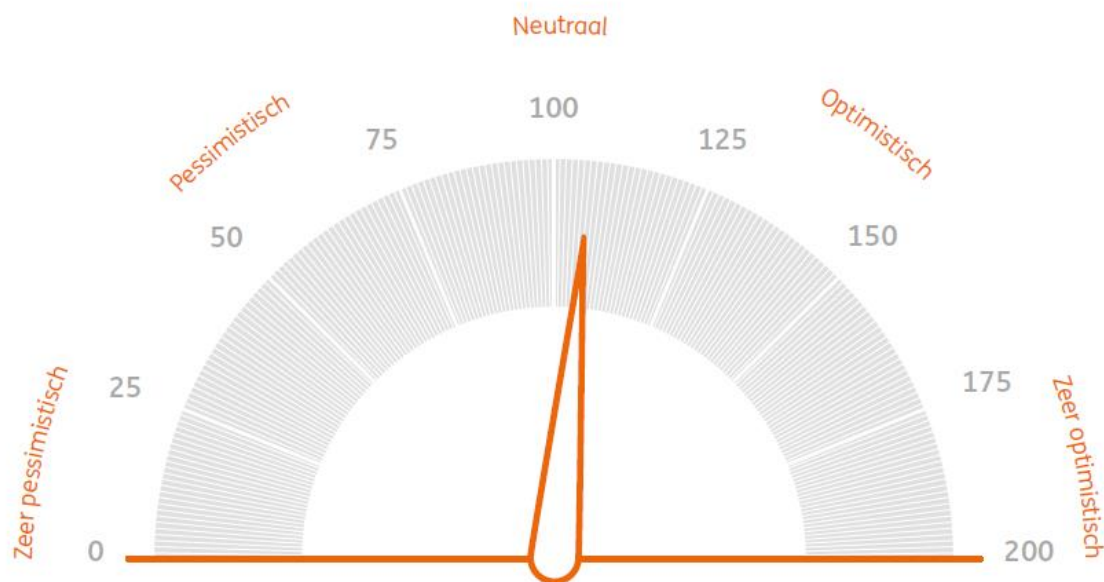 Neutraal
Pessimistisch
Optimistisch
Zeer pessimistisch
Zeer optimistisch
0
25
50
75
100
125
150
175
200